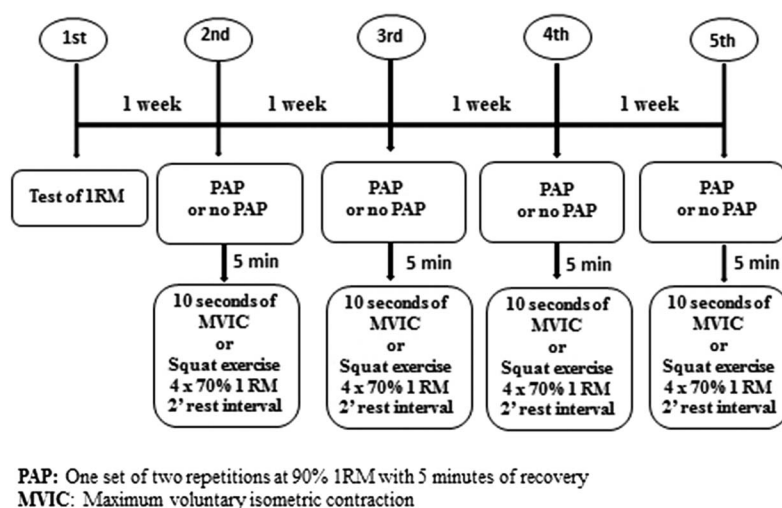 1st
2nd
3rd
4th
5th
1 week
1 week
1 week
1 week
Test of 1RM
PAP
or no PAP
PAP
or no PAP
PAP
or no PAP
PAP
or no PAP
5 min
5 min
5 min
5 min
10 seconds of
MVIC
or
Squat exercise
4 x 70% 1 RM
2’ rest interval
10 seconds of
MVIC
or
Squat exercise
4 x 70% 1 RM
2’ rest interval
10 seconds of
MVIC
or
Squat exercise
4 x 70% 1 RM
2’ rest interval
10 seconds of
MVIC
or
Squat exercise
4 x 70% 1 RM
2’ rest interval
PAP: One set of two repetitions at 90% 1RM with 5 minutes of recovery
MVIC: Maximum voluntary isometric contraction